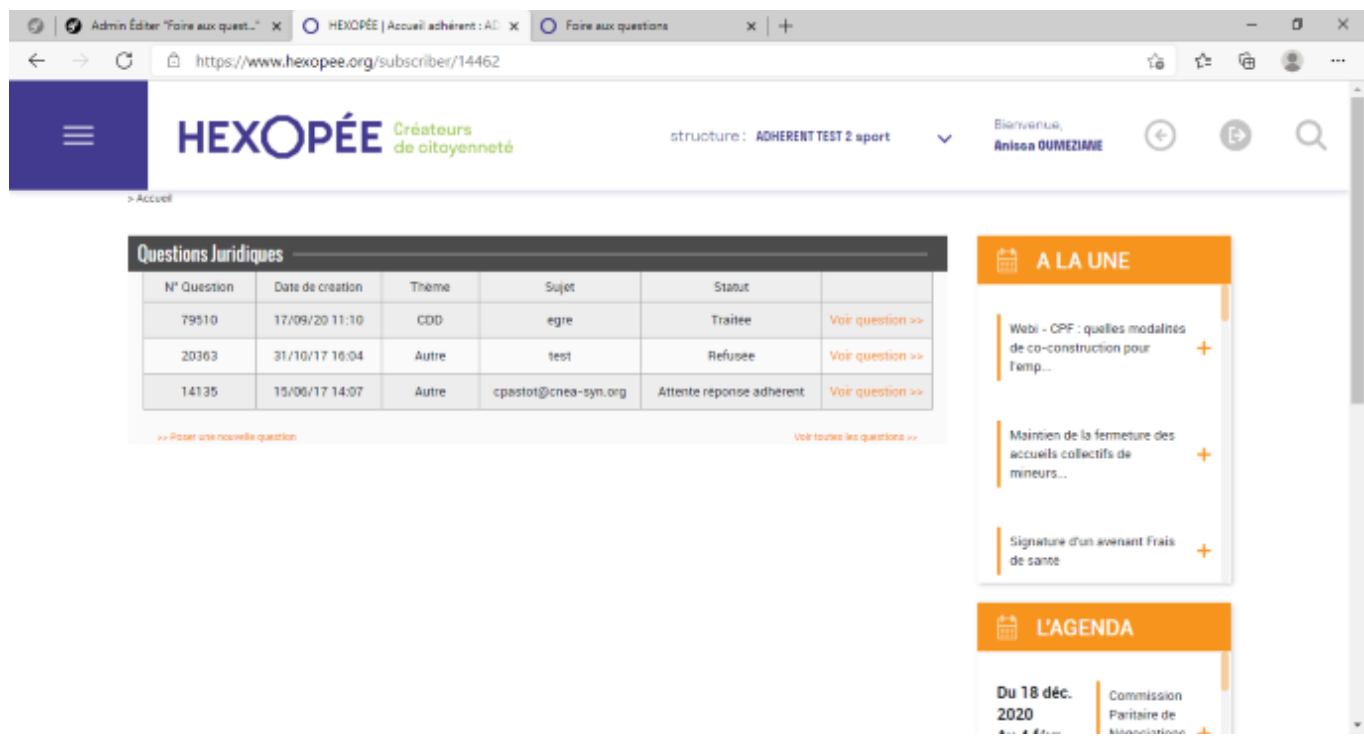 Admin Éditer "Foire aux quest..."
HEXOPÉE | Accueil adhérent : AD
Foire aux questions
https://www.hexopee.org/subscriber/14462
HEXOPÉE
Créateurs
de citoyenneté
structure : ADHERENT TEST 2 sport
Bienvenue,
Anissa OUMEZIANE
> Accueil
Questions Juridiques
N° Question Date de création Thème Sujet Statut
79510 17/09/20 11:10 CDD egre Traitée Voir question >>
20363 31/10/17 16:04 Autre test Refusée Voir question >>
14135 15/06/17 14:07 Autre cpastot@cnea-syn.org Attente réponse adhérent Voir question >>
>> Poser une nouvelle question Voir toutes les questions >>
A LA UNE
Webi - CPF : quelles modalités
de co-construction pour
l'emp...
Maintien de la fermeture des
accueils collectifs de
mineurs...
Signature d'un avenant Frais
de santé
L'AGENDA
Du 18 déc.
2020
Commission
Paritaire de